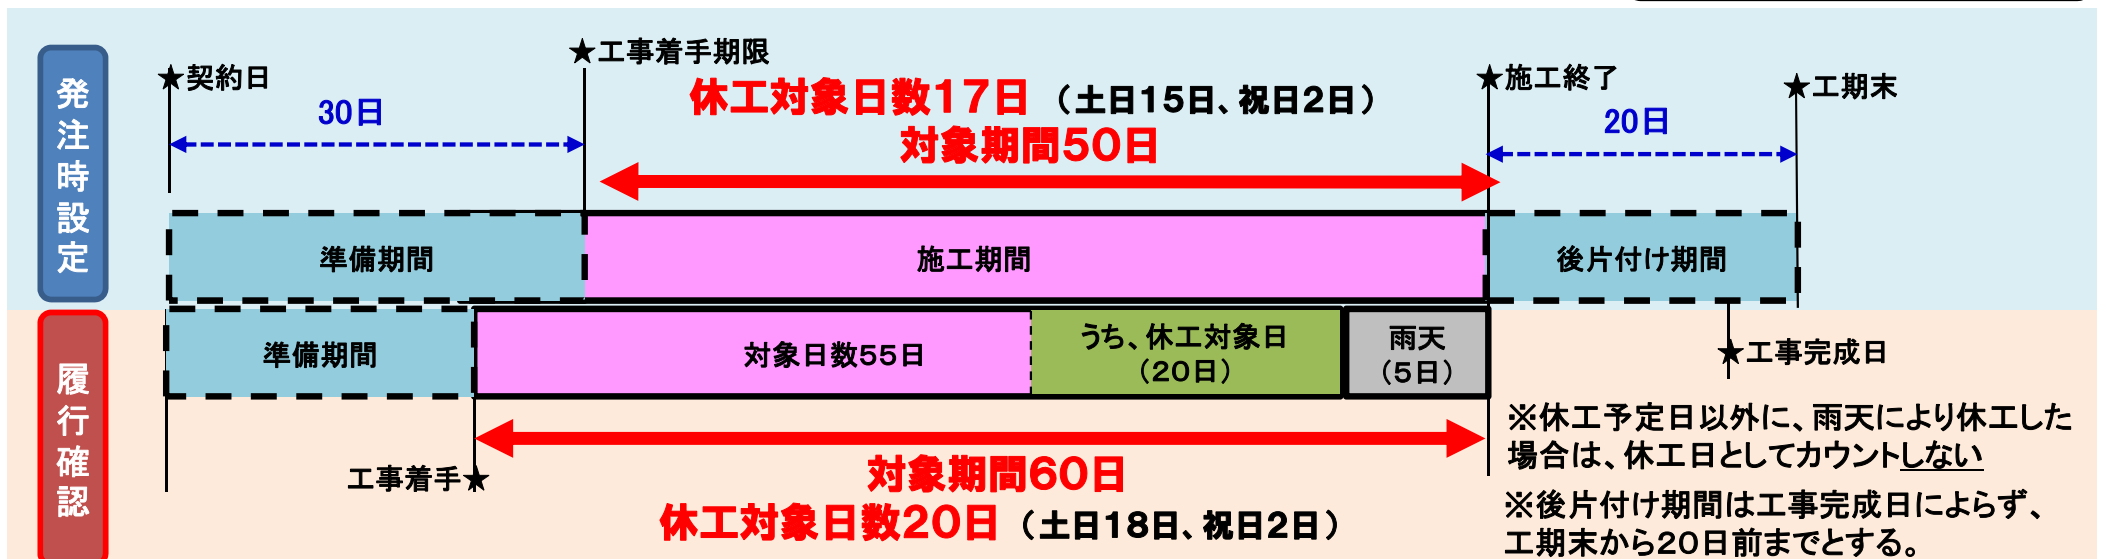 発注時設定
★契約日
★工事着手期限
30日
休工対象日数17日（土日15日、祝日2日）
対象期間50日
★施工終了
★工期末
20日
準備期間
施工期間
後片付け期間
履行確認
準備期間
対象日数55日
うち、休工対象日
（20日）
雨天
（5日）
★工事完成日
工事着手★
対象期間60日
休工対象日数20日（土日18日、祝日2日）
※休工予定日以外に、雨天により休工した
場合は、休工日としてカウントしない
※後片付け期間は工事完成日によらず、
工期末から20日前までとする。